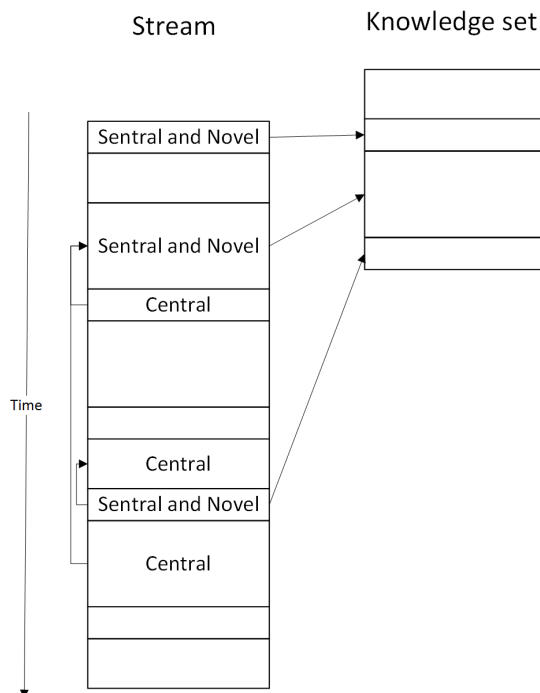 Stream
Knowledge set
Sentral and Novel
Sentral and Novel
Central
Time
Central
Sentral and Novel
Central